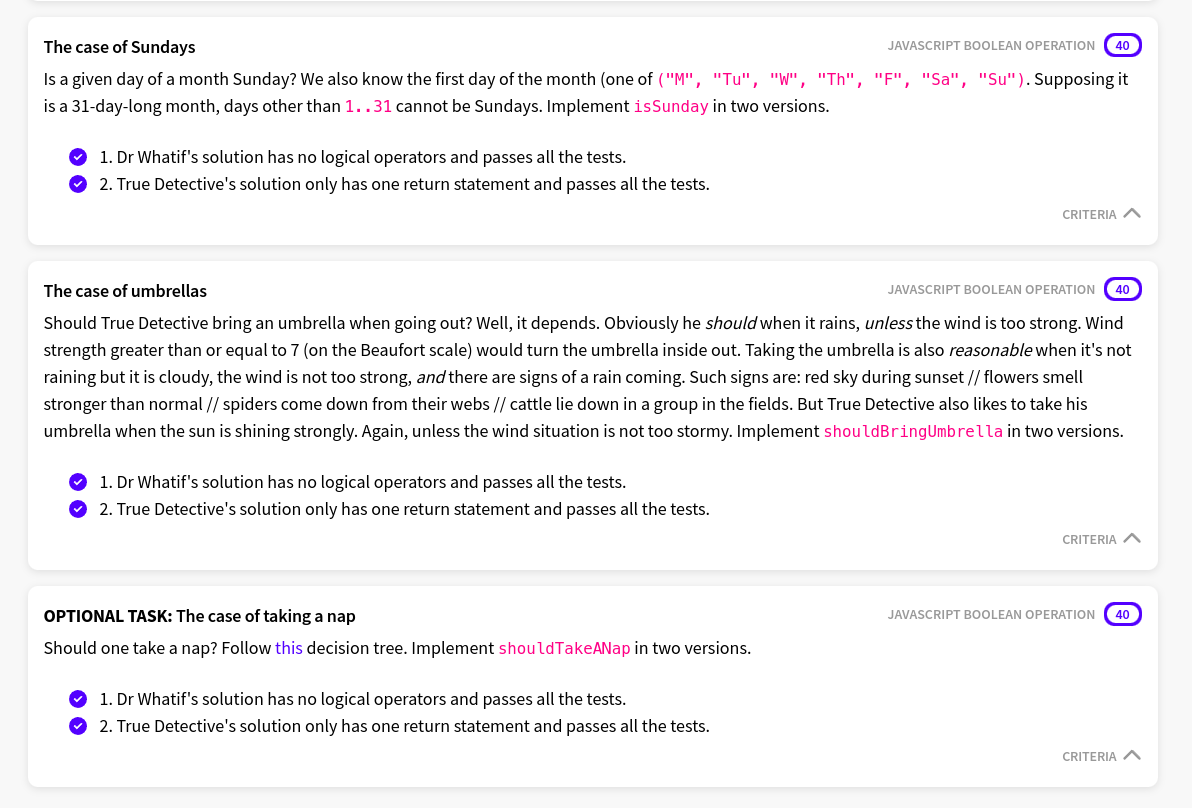 The case of Sundays
JAVASCRIPT BOOLEAN OPERATION 40
Is a given day of a month Sunday? We also know the first day of the month (one of ("M", "Tu", "W", "Th", "F", "Sa", "Su"). Supposing it
is a 31-day-long month, days other than 1..31 cannot be Sundays. Implement isSunday in two versions.
1. Dr Whatif's solution has no logical operators and passes all the tests.
2. True Detective's solution only has one return statement and passes all the tests.
CRITERIA
The case of umbrellas
JAVASCRIPT BOOLEAN OPERATION 40
Should True Detective bring an umbrella when going out? Well, it depends. Obviously he should when it rains, unless the wind is too strong. Wind
strength greater than or equal to 7 (on the Beaufort scale) would turn the umbrella inside out. Taking the umbrella is also reasonable when it's not
raining but it is cloudy, the wind is not too strong, and there are signs of a rain coming. Such signs are: red sky during sunset // flowers smell
stronger than normal // spiders come down from their webs // cattle lie down in a group in the fields. But True Detective also likes to take his
umbrella when the sun is shining strongly. Again, unless the wind situation is not too stormy. Implement shouldBringUmbrella in two versions.
1. Dr Whatif's solution has no logical operators and passes all the tests.
2. True Detective's solution only has one return statement and passes all the tests.
CRITERIA
OPTIONAL TASK: The case of taking a nap
JAVASCRIPT BOOLEAN OPERATION 40
Should one take a nap? Follow this decision tree. Implement shouldTakeANap in two versions.
1. Dr Whatif's solution has no logical operators and passes all the tests.
2. True Detective's solution only has one return statement and passes all the tests.
CRITERIA